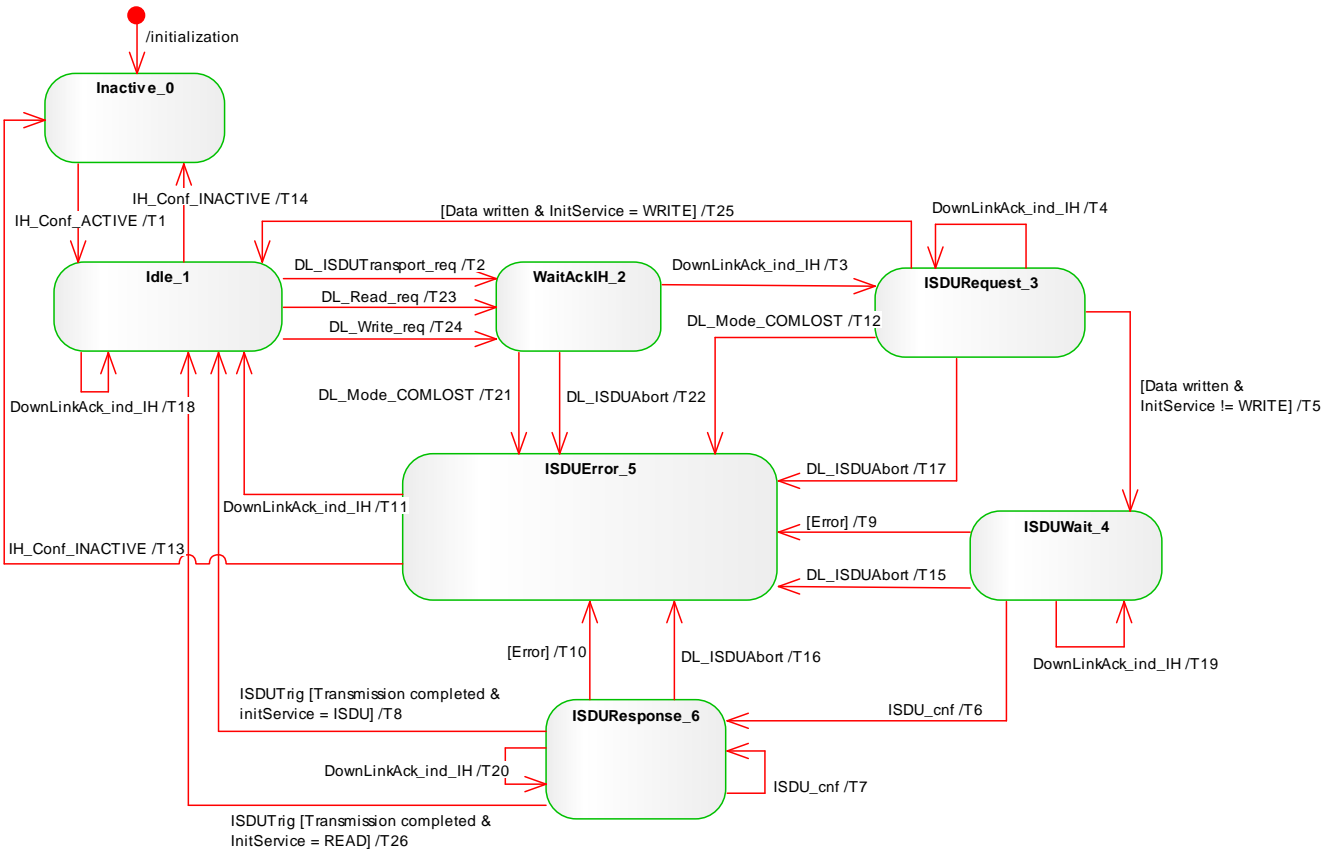 /initialization
Inactive_0
IH_Conf_INACTIVE /T14
IH_Conf_ACTIVE /T1
[Data written & InitService = WRITE] /T25
DownLinkAck_ind_IH /T4
Idle_1
DL_ISDUTransport_req /T2
DL_Read_req /T23
DL_Write_req /T24
WaitAckIH_2
DownLinkAck_ind_IH /T3
ISDURequest_3
DL_Mode_COMLOST /T12
DownLinkAck_ind_IH /T18
DL_Mode_COMLOST /T21
DL_ISDUAbort /T22
[Data written &
InitService != WRITE] /T5
ISDUError_5
DL_ISDUAbort /T17
DownLinkAck_ind_IH /T11
[Error] /T9
ISDUWait_4
IH_Conf_INACTIVE /T13
DL_ISDUAbort /T15
[Error] /T10
DL_ISDUAbort /T16
DownLinkAck_ind_IH /T19
ISDUTrig [Transmission completed &
initService = ISDU] /T8
ISDUResponse_6
ISDU_cnf /T6
DownLinkAck_ind_IH /T20
ISDU_cnf /T7
ISDUTrig [Transmission completed &
InitService = READ] /T26